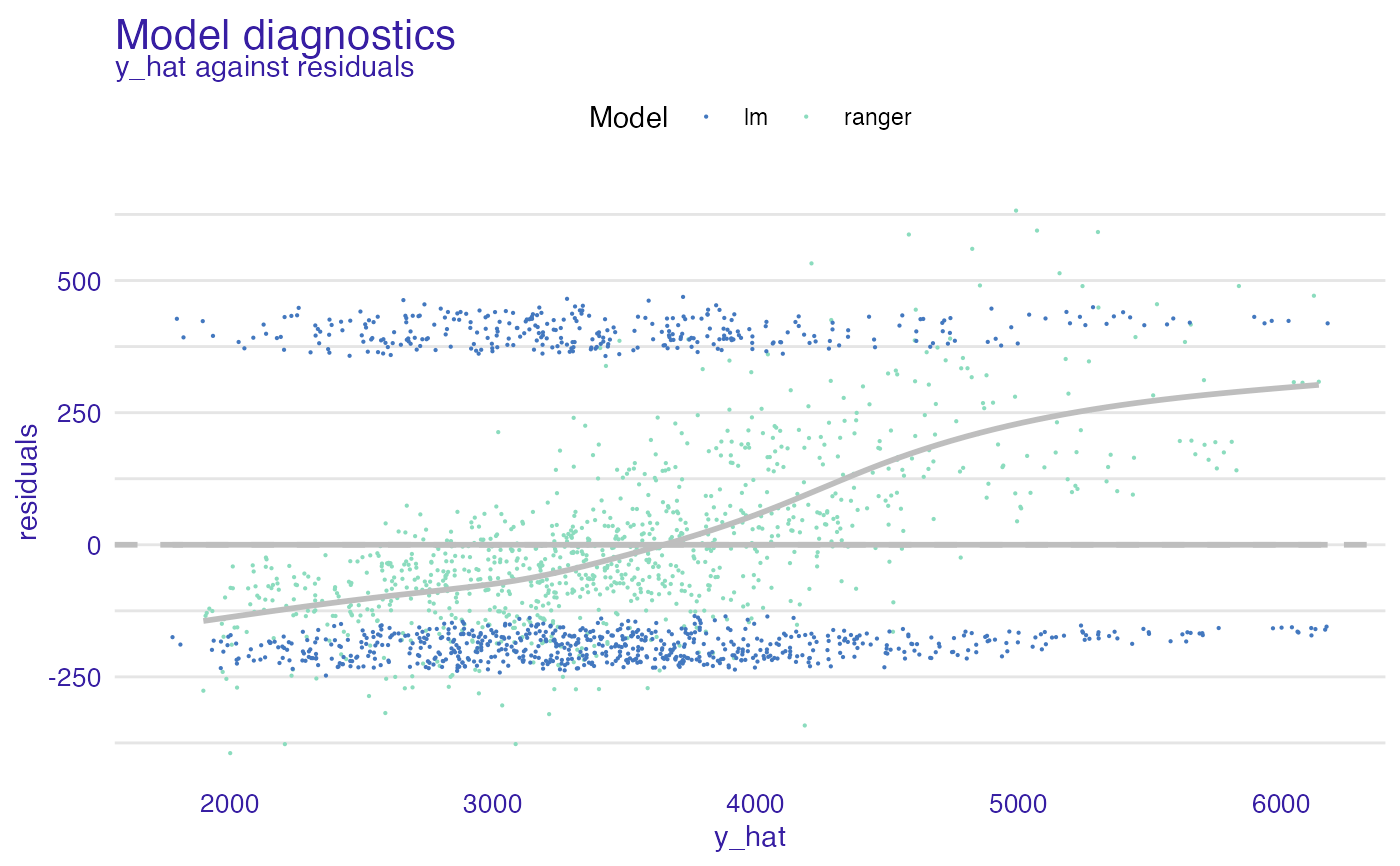 Model diagnostics
y_hat against residuals
Model lm ranger
500
250
0
-250
residuals
2000 3000 4000 5000 6000
y_hat